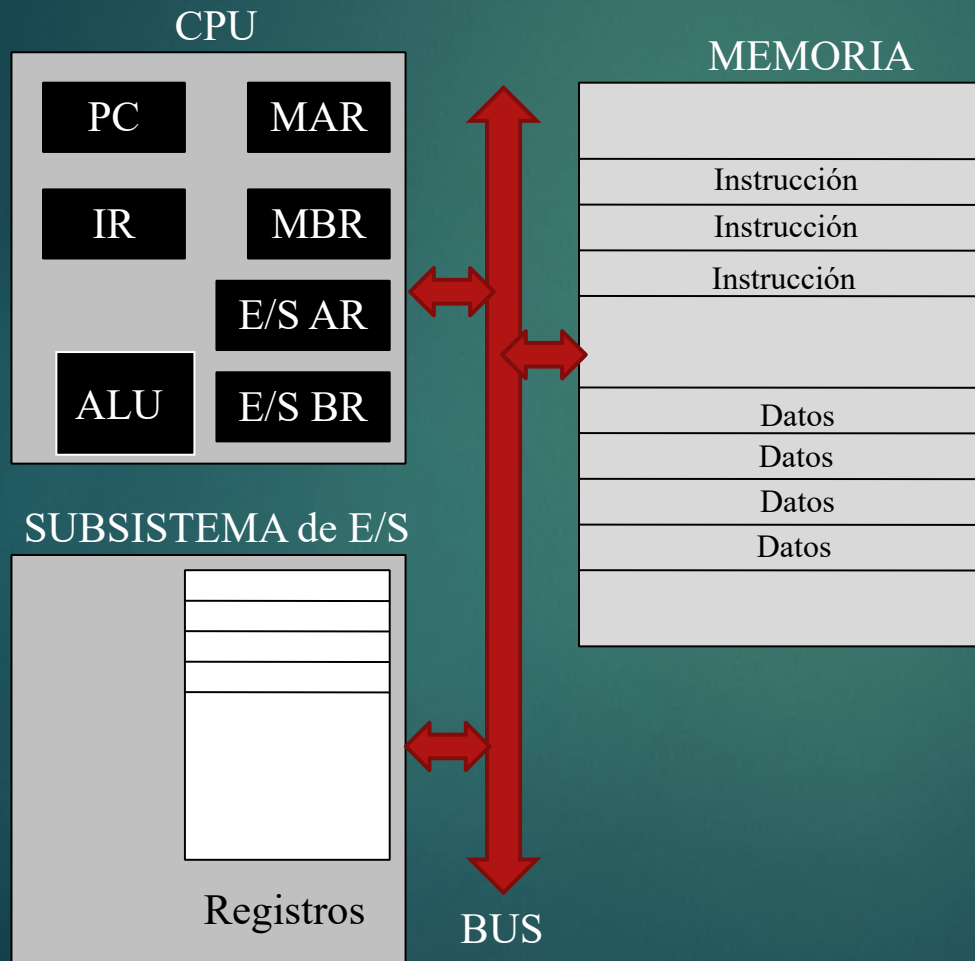 CPU
PC
MAR
IR
MBR
E/S AR
ALU
E/S BR
MEMORIA
Instrucción
Instrucción
Instrucción
Datos
Datos
Datos
Datos
SUBSISTEMA de E/S
Registros
BUS